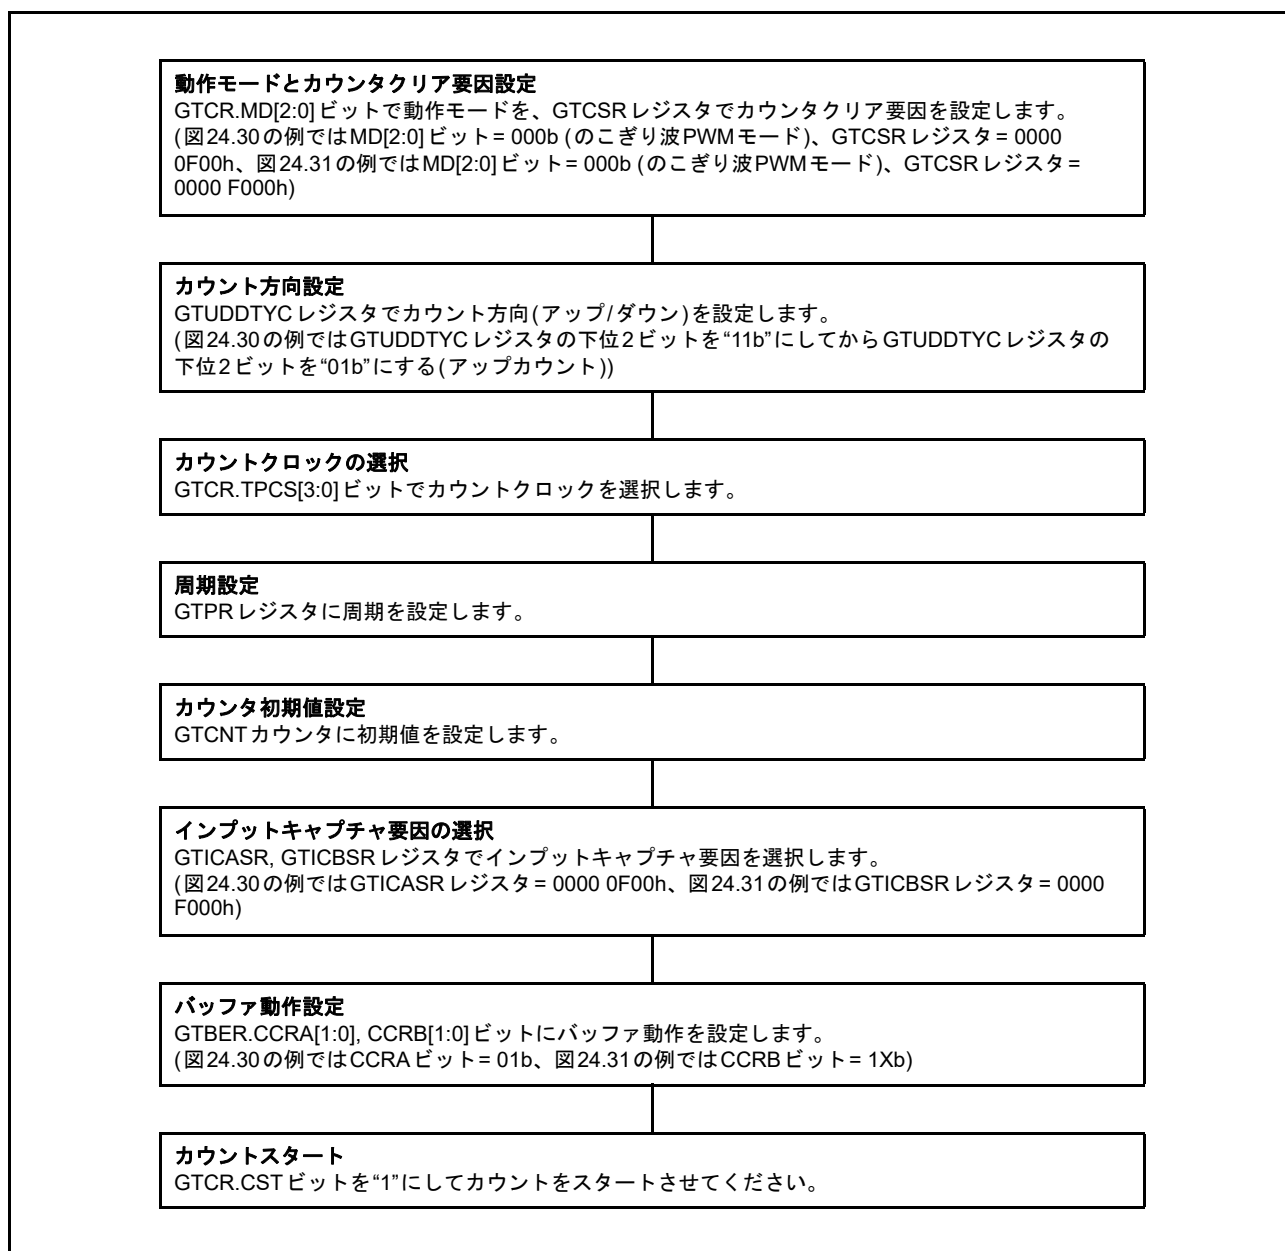 動作モードとカウンタクリア要因設定
GTCR.MD[2:0]ビットで動作モードを、GTCSRレジスタでカウンタクリア要因を設定します。
(図24.30の例ではMD[2:0]ビット= 000b (のこぎり波PWMモード)、GTCSRレジスタ= 0000
0F00h、図24.31の例ではMD[2:0]ビット= 000b (のこぎり波PWMモード)、GTCSRレジスタ=
0000 F000h)
カウント方向設定
GTUDDTYCレジスタでカウント方向(アップ/ダウン)を設定します。
(図24.30の例ではGTUDDTYCレジスタの下位2ビットを“11b”にしてからGTUDDTYCレジスタの
下位2ビットを“01b”にする(アップカウント))
カウントクロックの選択
GTCR.TPCS[3:0]ビットでカウントクロックを選択します。
周期設定
GTPRレジスタに周期を設定します。
カウンタ初期値設定
GTCNTカウンタに初期値を設定します。
インプットキャプチャ要因の選択
GTICASR, GTICBSRレジスタでインプットキャプチャ要因を選択します。
(図24.30の例ではGTICASRレジスタ= 0000 0F00h、図24.31の例ではGTICBSRレジスタ= 0000
F000h)
バッファ動作設定
GTBER.CCRA[1:0], CCRB[1:0]ビットにバッファ動作を設定します。
(図24.30の例ではCCRAビット= 01b、図24.31の例ではCCRBビット= 1Xb)
カウントスタート
GTCR.CSTビットを“1”にしてカウントをスタートさせてください。